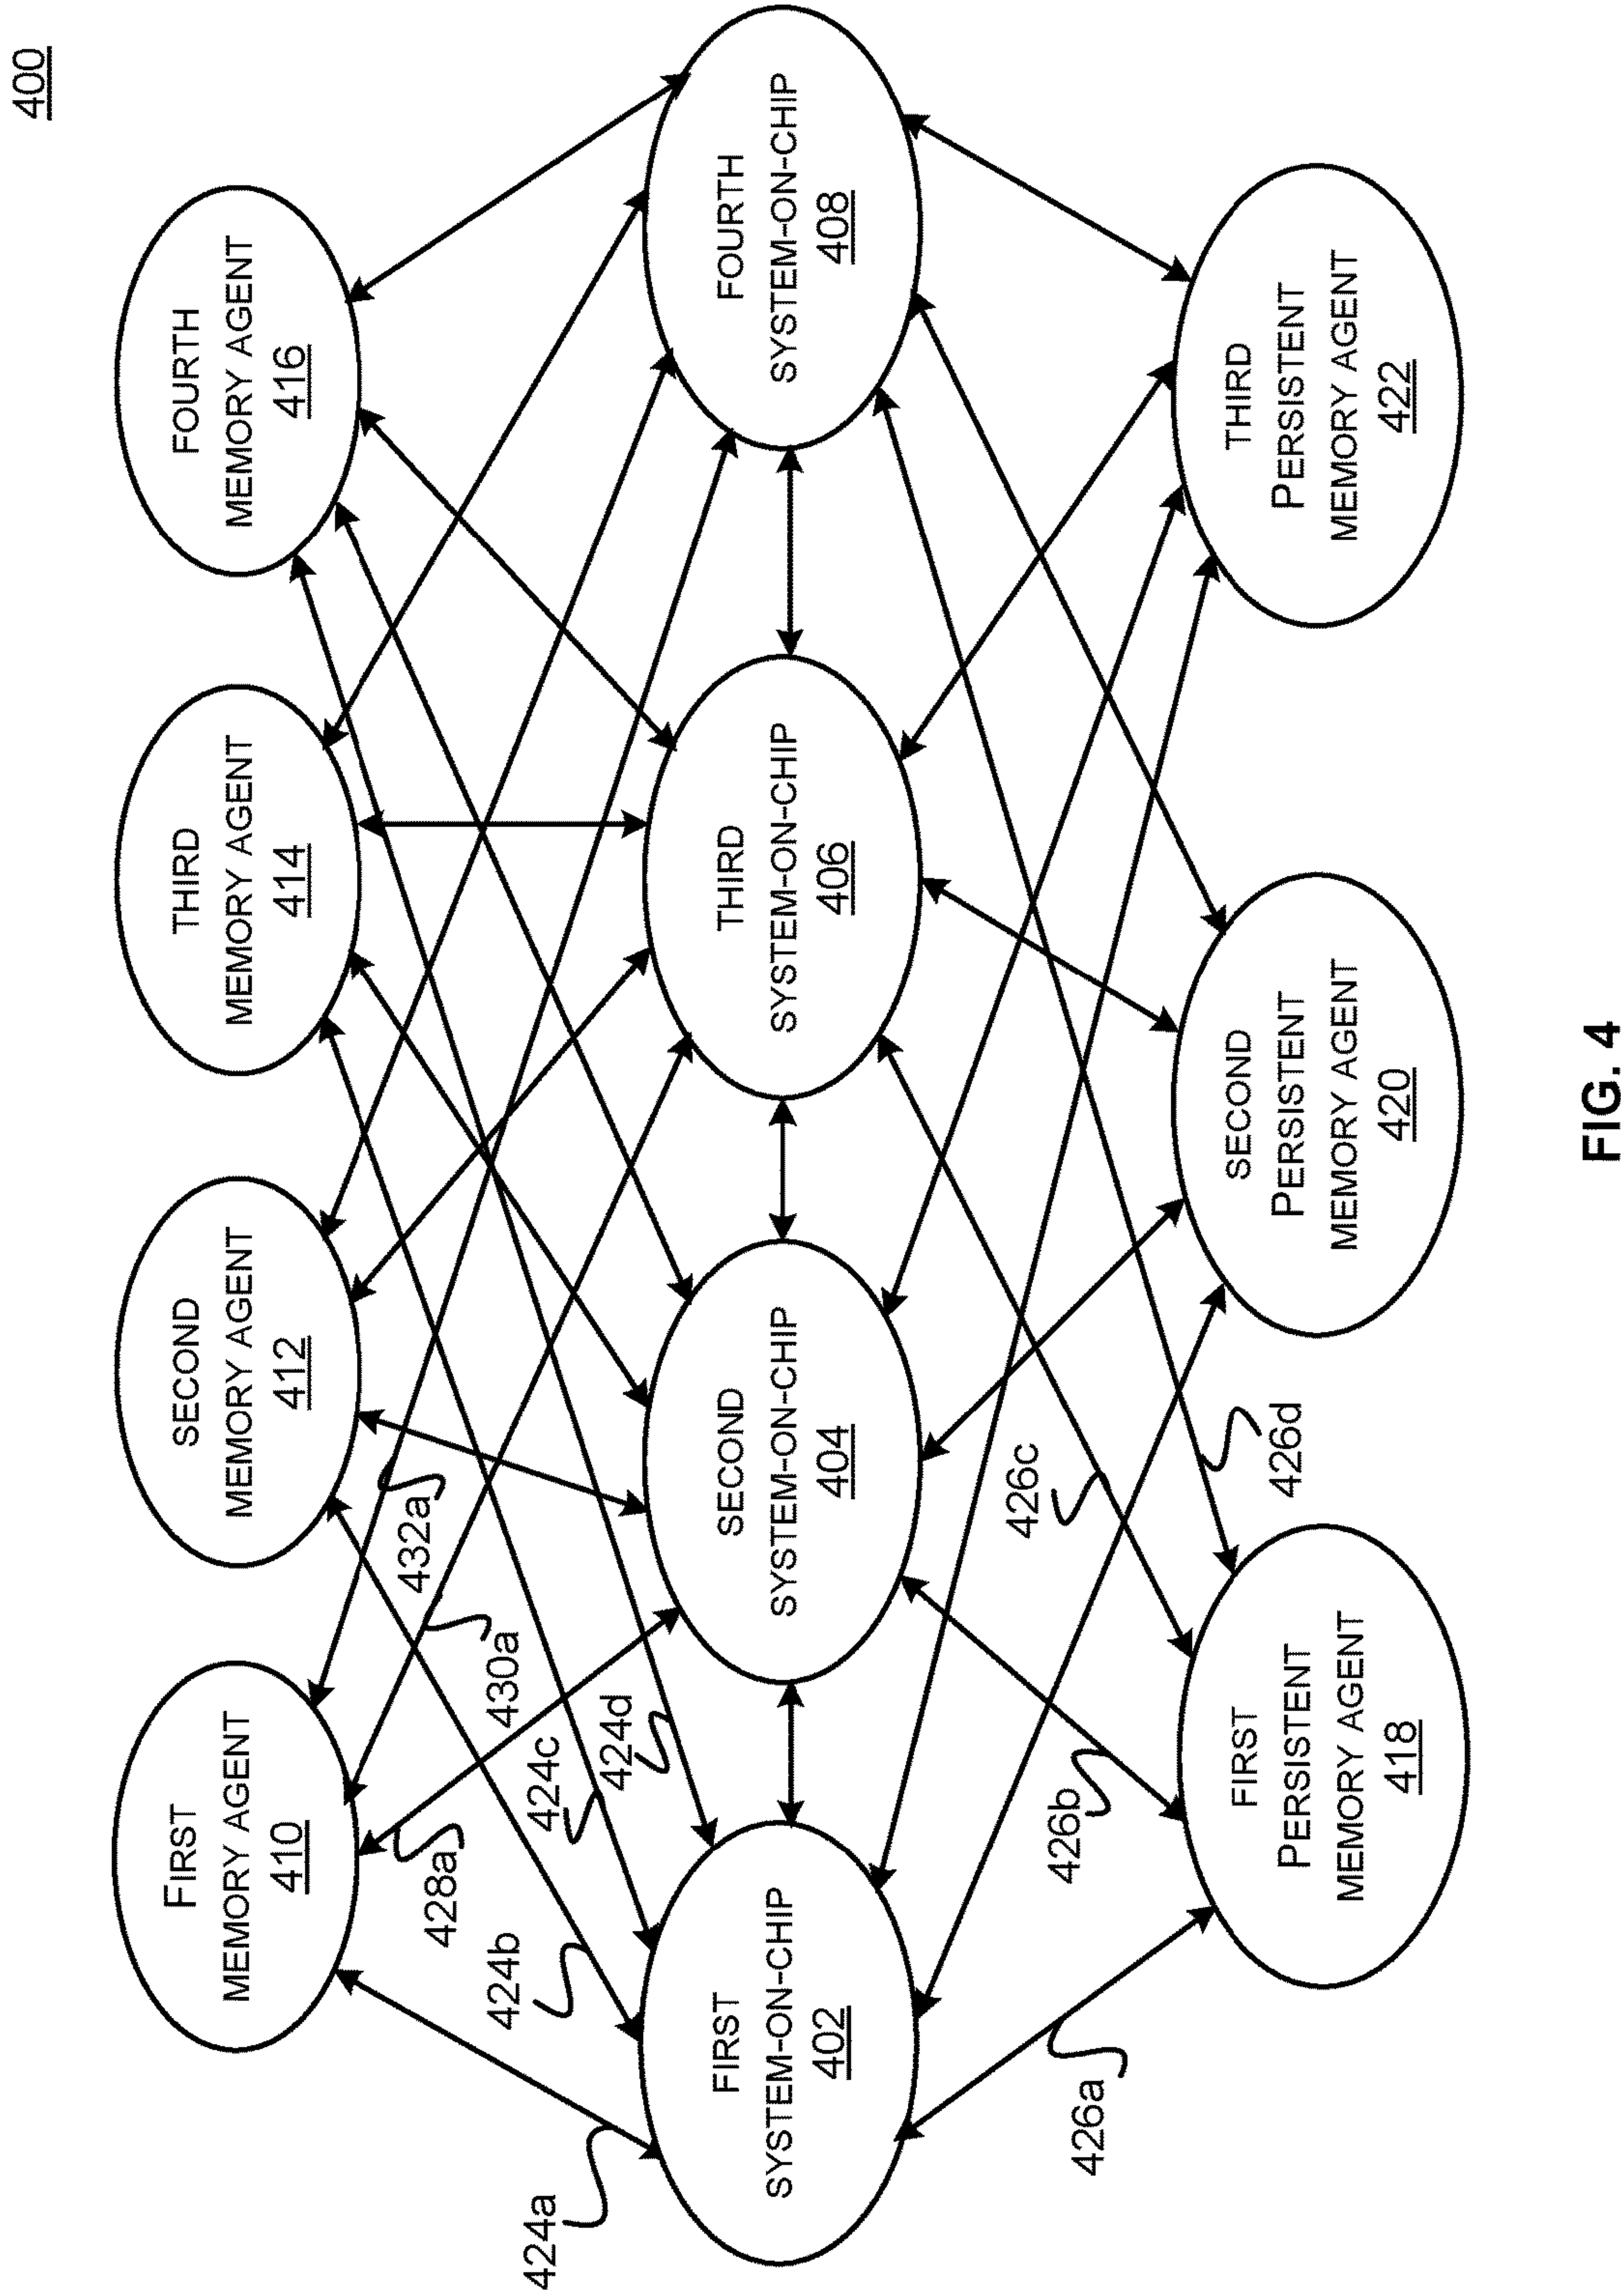 400
FIRST
MEMORY AGENT
410
SECOND
MEMORY AGENT
412
THIRD
MEMORY AGENT
414
FOURTH
MEMORY AGENT
416
432a
430a
428a
424a
424b
424c
424d
FIRST
SYSTEM-ON-CHIP
402
SECOND
SYSTEM-ON-CHIP
404
THIRD
SYSTEM-ON-CHIP
406
FOURTH
SYSTEM-ON-CHIP
408
426a
426b
426c
426d
FIRST
PERSISTENT
MEMORY AGENT
418
SECOND
PERSISTENT
MEMORY AGENT
420
THIRD
PERSISTENT
MEMORY AGENT
422
FIG. 4